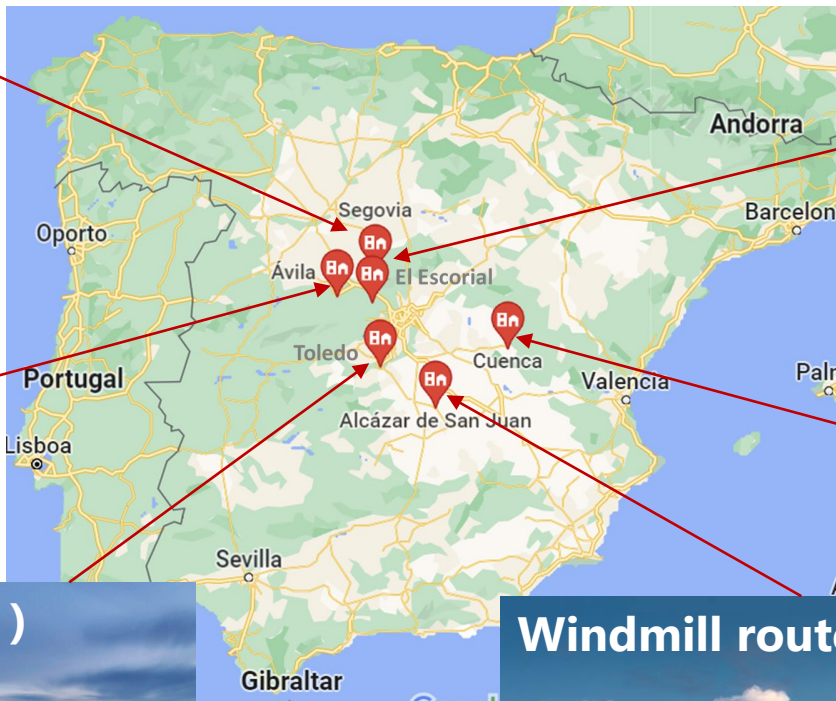 Andorra
Segovia
Barcelon
Oporto
Ávila
El Escorial
Toledo
Cuenca
Portugal
Valencia
Palr
Alcázar de San Juan
Lisboa
Sevilla
)
Windmill route
Gibraltar